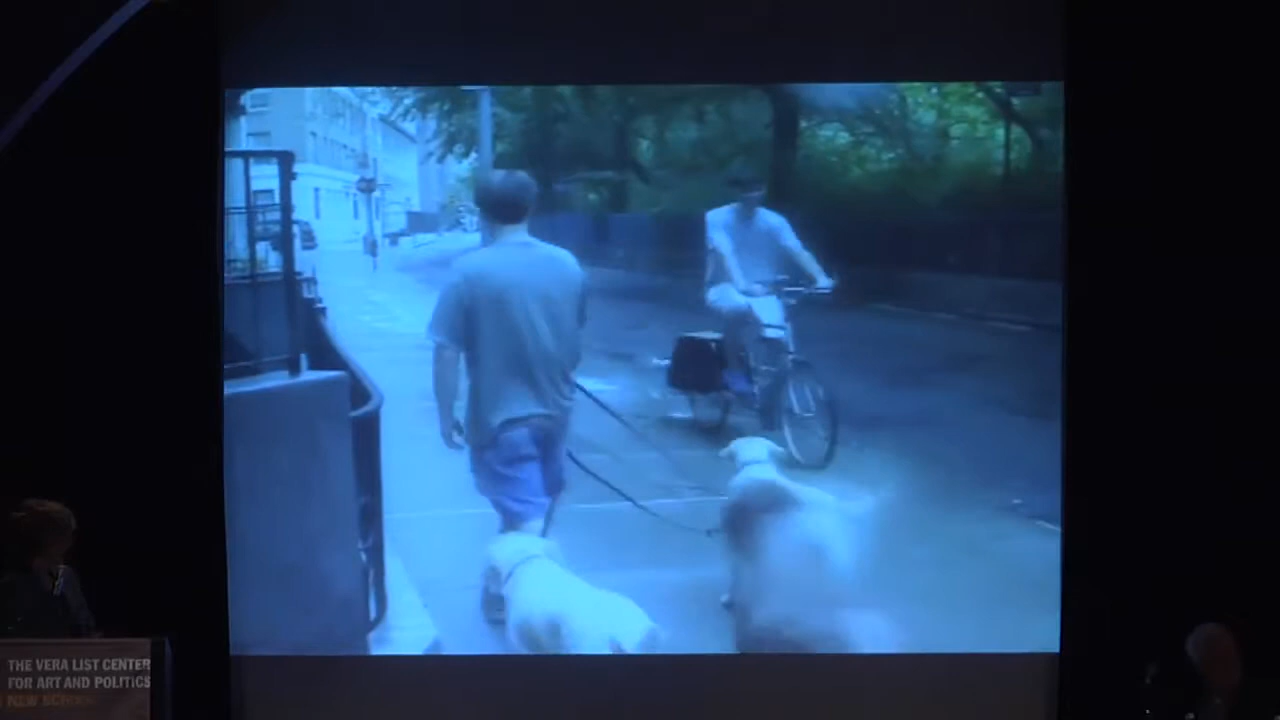 THE VERA LIST CENTER
FOR ART AND POLITICS
NEW SCHOOL